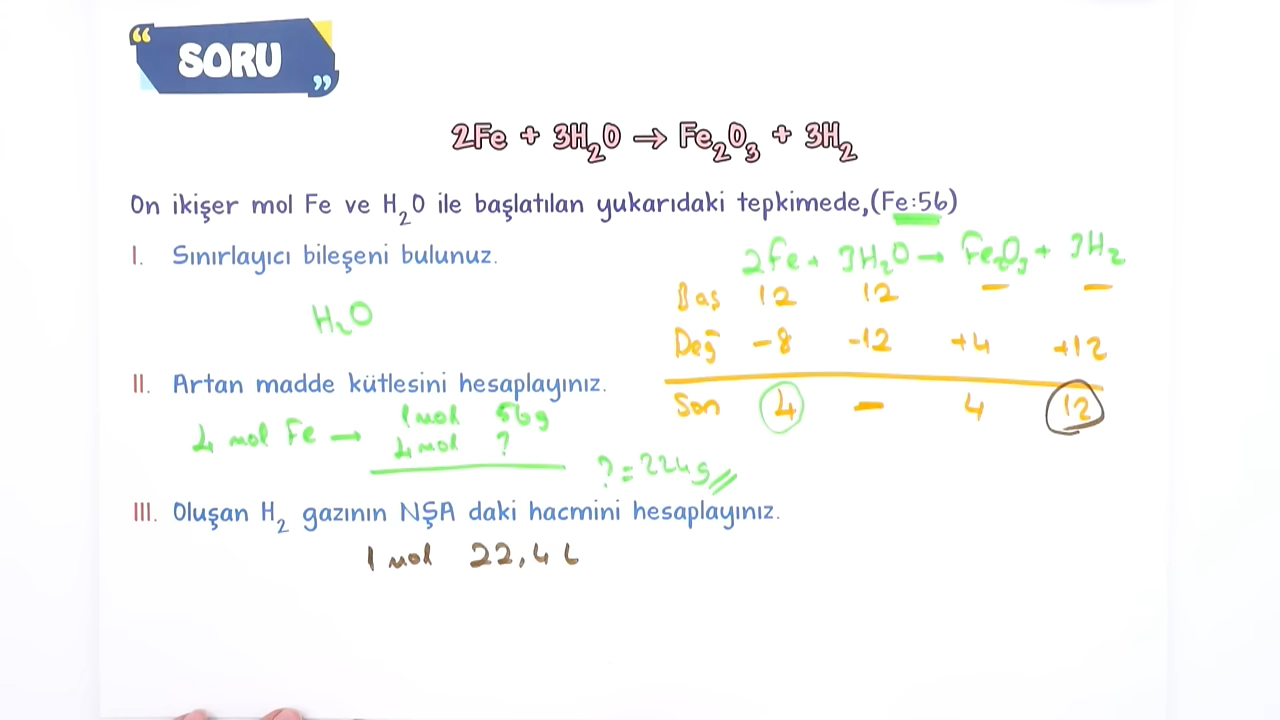 “ SORU ”
2Fe + 3H₂O → Fe₂O₃ + 3H₂
On ikişer mol Fe ve H₂O ile başlatılan yukarıdaki tepkimede,(Fe:56)
I. Sınırlayıcı bileşeni bulunuz.
H₂O
2Fe + 3H₂O → Fe₂O₃ + 3H₂
Baş 12 12 – –
Değ -8 -12 +4 +12
Son 4 – 4 12
II. Artan madde kütlesini hesaplayınız.
4 mol Fe → 1 mol 56g
4 mol ?
? = 224g
III. Oluşan H₂ gazının NŞA daki hacmini hesaplayınız.
1 mol 22,4 L